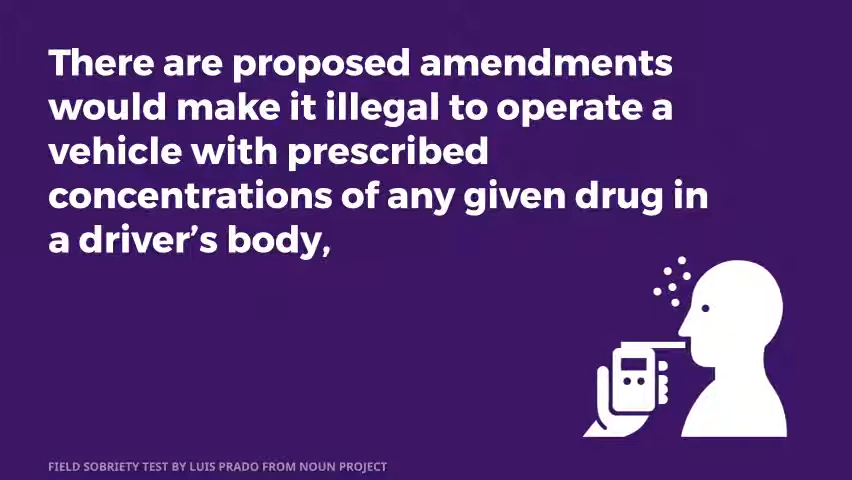 There are proposed amendments
would make it illegal to operate a
vehicle with prescribed
concentrations of any given drug in
a driver’s body,
FIELD SOBRIETY TEST BY LUIS PRADO FROM NOUN PROJECT